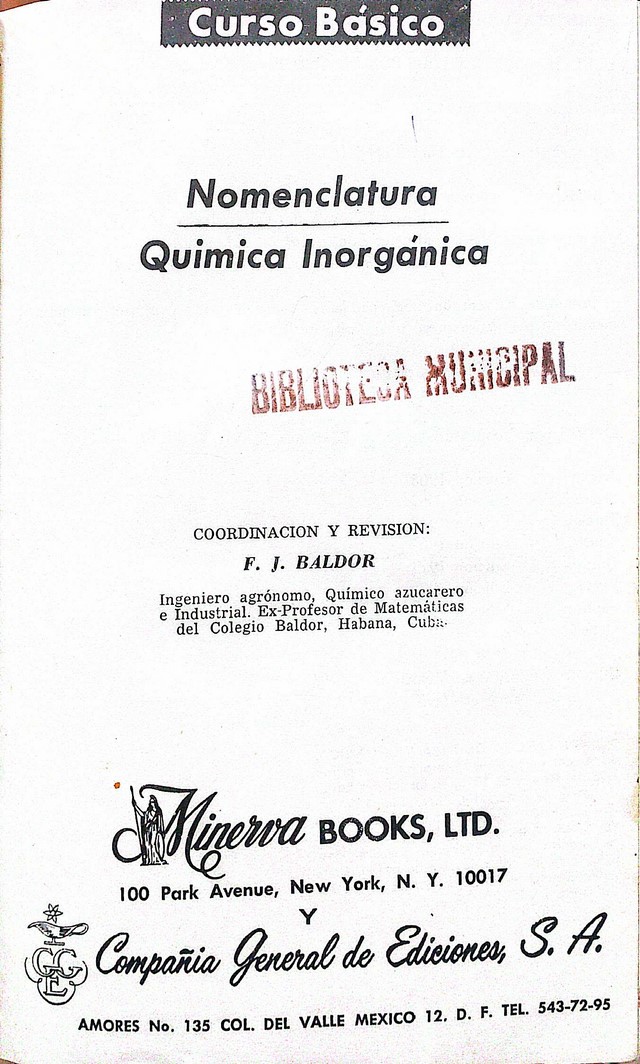 Curso Básico
Nomenclatura
Quimica Inorgánica
BIBLIOTECA MUNICIPAL
COORDINACION Y REVISION:
F. J. BALDOR
Ingeniero agrónomo, Químico azucarero
e Industrial. Ex-Profesor de Matemáticas
del Colegio Baldor, Habana, Cuba.
Minerva BOOKS, LTD.
100 Park Avenue, New York, N. Y. 10017
Y
CGE
Compañia General de Ediciones, S. A.
AMORES No. 135 COL. DEL VALLE MEXICO 12, D. F. TEL. 543-72-95